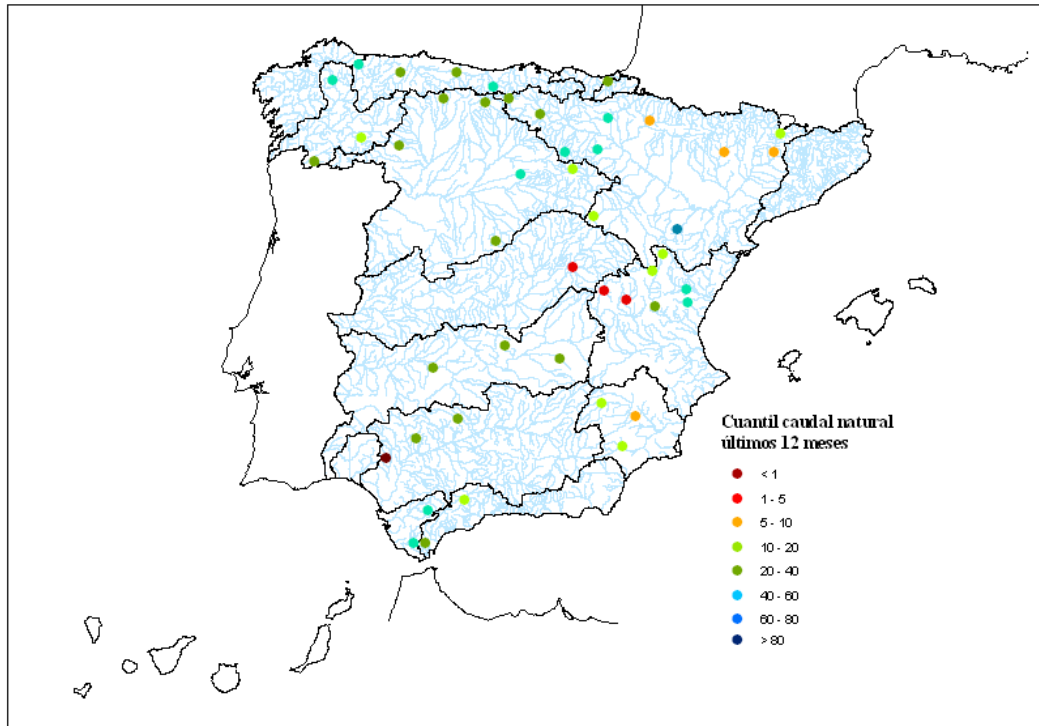 Cuantil caudal natural
últimos 12 meses
< 1
1 - 5
5 - 10
10 - 20
20 - 40
40 - 60
60 - 80
> 80